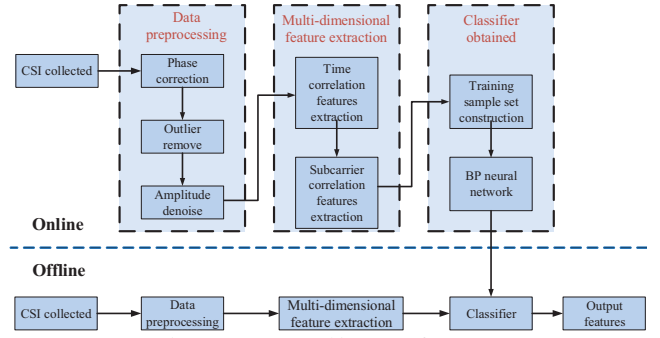 Data
preprocessing
Multi-dimensional
feature extraction
Classifier
obtained
CSI collected
Phase
correction
Outlier
remove
Amplitude
denoise
Time
correlation
features
extraction
Subcarrier
correlation
features
extraction
Training
sample set
construction
BP neural
network
Online
Offline
CSI collected
Data
preprocessing
Multi-dimensional
feature extraction
Classifier
Output
features